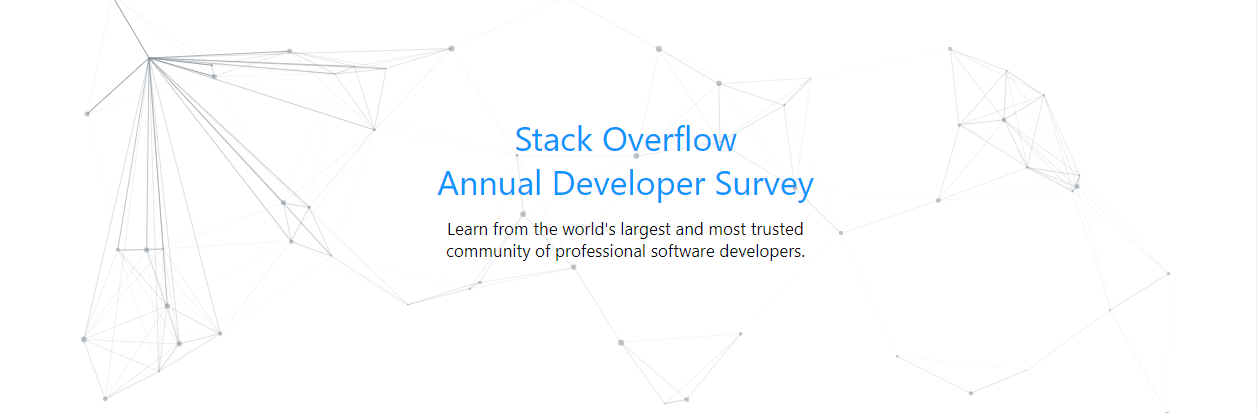 Stack Overflow
Annual Developer Survey
Learn from the world's largest and most trusted
community of professional software developers.